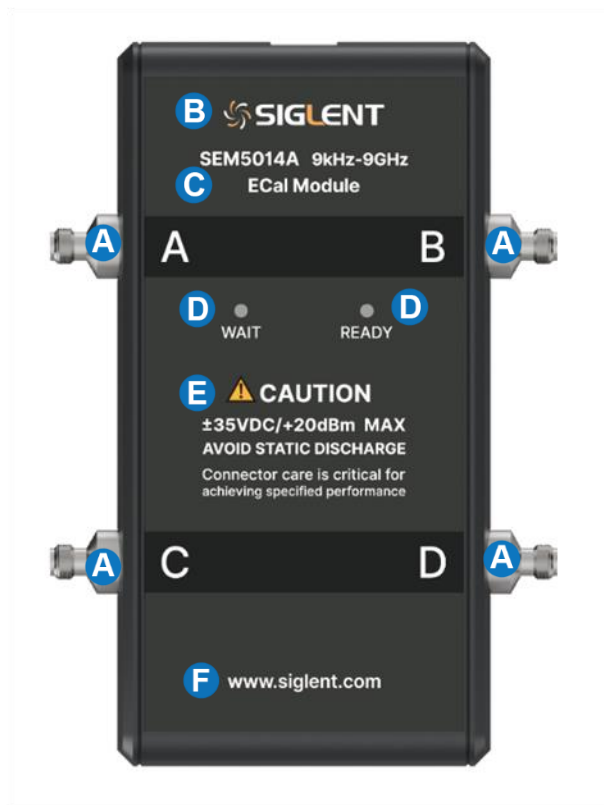 B SIGLENT
SEM5014A 9kHz-9GHz
C ECal Module
A A B A
D D
WAIT READY
E CAUTION
±35VDC/+20dBm MAX
AVOID STATIC DISCHARGE
Connector care is critical for
achieving specified performance
A C D A
F www.siglent.com